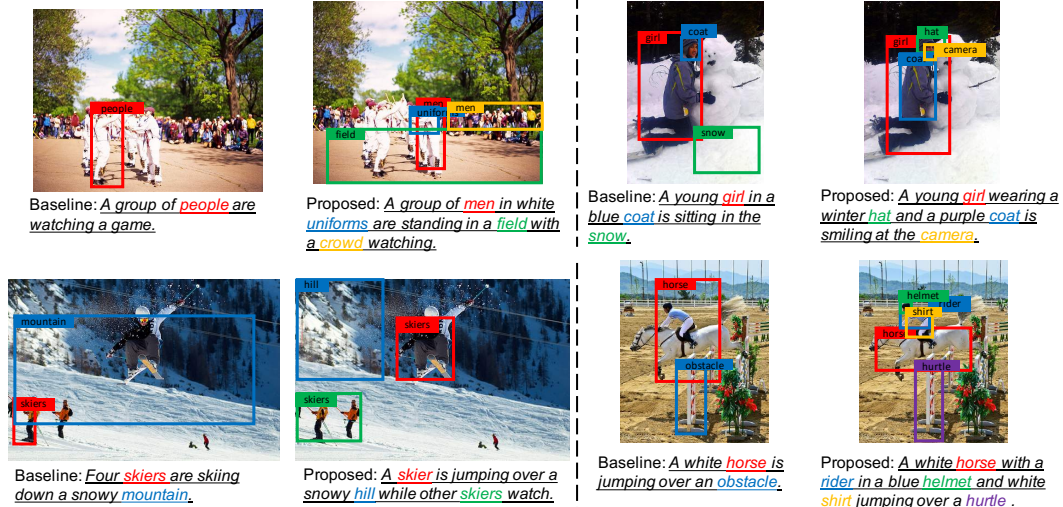 people
men
uniform
men
field
Baseline: A group of people are
watching a game.
Proposed: A group of men in white
uniforms are standing in a field with
a crowd watching.
girl
coat
snow
hat
girl
camera
coa
Baseline: A young girl in a
blue coat is sitting in the
snow.
Proposed: A young girl wearing a
winter hat and a purple coat is
smiling at the camera.
mountain
skiers
hill
skiers
skiers
Baseline: Four skiers are skiing
down a snowy mountain.
Proposed: A skier is jumping over a
snowy hill while other skiers watch.
horse
obstacle
helmet
rider
shirt
hors
hurtle
Baseline: A white horse is
jumping over an obstacle.
Proposed: A white horse with a
rider in a blue helmet and white
shirt jumping over a hurtle .